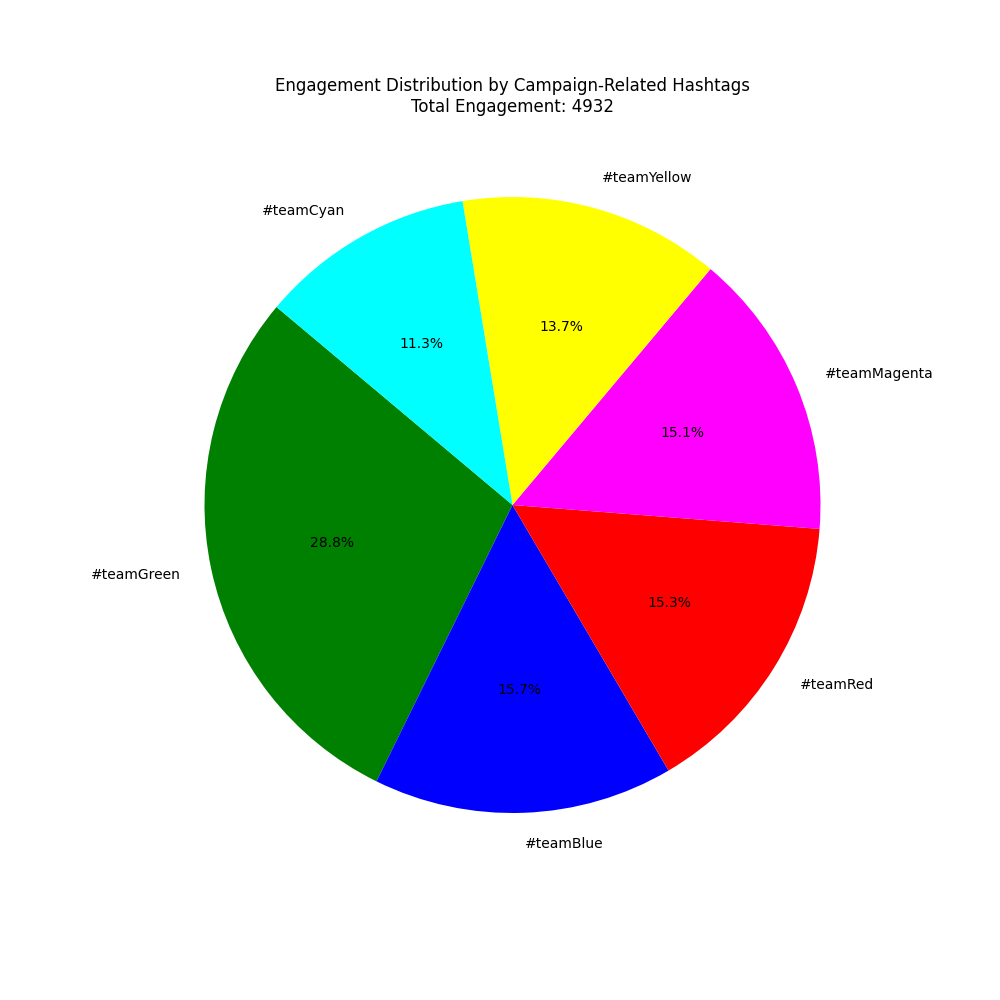 Engagement Distribution by Campaign-Related Hashtags
Total Engagement: 4932
#teamYellow
#teamCyan
13.7%
11.3%
#teamMagenta
15.1%
28.8%
#teamGreen
15.3%
#teamRed
15.7%
#teamBlue